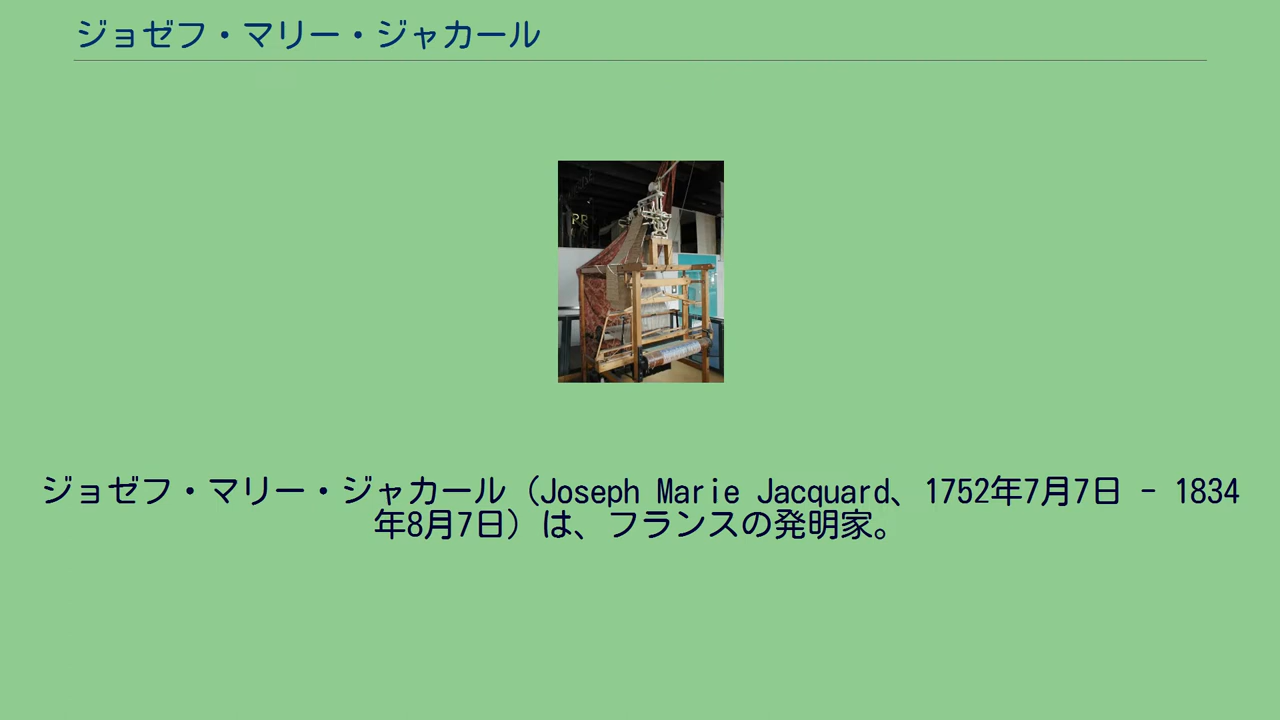 ジョゼフ・マリー・ジャカール
ジョゼフ・マリー・ジャカール（Joseph Marie Jacquard、1752年7月7日 - 1834
年8月7日）は、フランスの発明家。